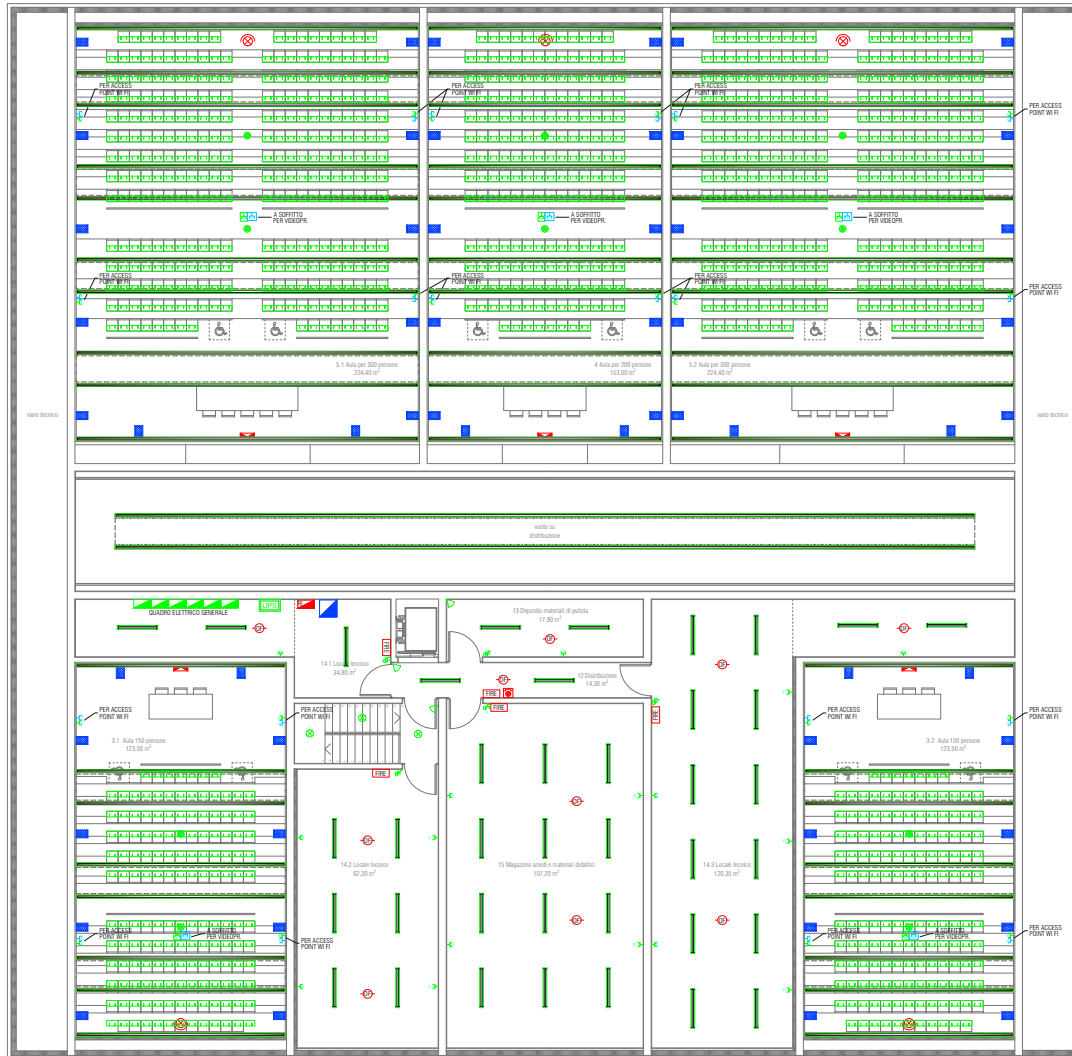 PER ACCESS
POINT WI FI
PER ACCESS
POINT WI FI
PER ACCESS
POINT WI FI
PER ACCESS
POINT WI FI
A SOFFITTO
PER VIDEOPR.
A SOFFITTO
PER VIDEOPR.
A SOFFITTO
PER VIDEOPR.
PER ACCESS
POINT WI FI
PER ACCESS
POINT WI FI
PER ACCESS
POINT WI FI
PER ACCESS
POINT WI FI
5.1 Aula per 300 persone
224,40 m²
4 Aula per 200 persone
153,00 m²
5.2 Aula per 300 persone
224,40 m²
vano tecnico
vano tecnico
vuoto su
distribuzione
QUADRO ELETTRICO GENERALE
UPS
13 Deposito materiali di pulizia
17,80 m²
FIRE
14.1 Locale tecnico
34,80 m²
12 Distribuzione
14,30 m²
FIRE
FIRE
FIRE
PER ACCESS
POINT WI FI
PER ACCESS
POINT WI FI
PER ACCESS
POINT WI FI
PER ACCESS
POINT WI FI
3.1 Aula 150 persone
123,50 m²
3.2 Aula 150 persone
123,50 m²
FIRE
14.2 Locale tecnico
62,30 m²
15 Magazzino arredi e materiali didattici
107,20 m²
14.3 Locale tecnico
120,35 m²
PER ACCESS
POINT WI FI
A SOFFITTO
PER VIDEOPR.
PER ACCESS
POINT WI FI
PER ACCESS
POINT WI FI
A SOFFITTO
PER VIDEOPR.
PER ACCESS
POINT WI FI